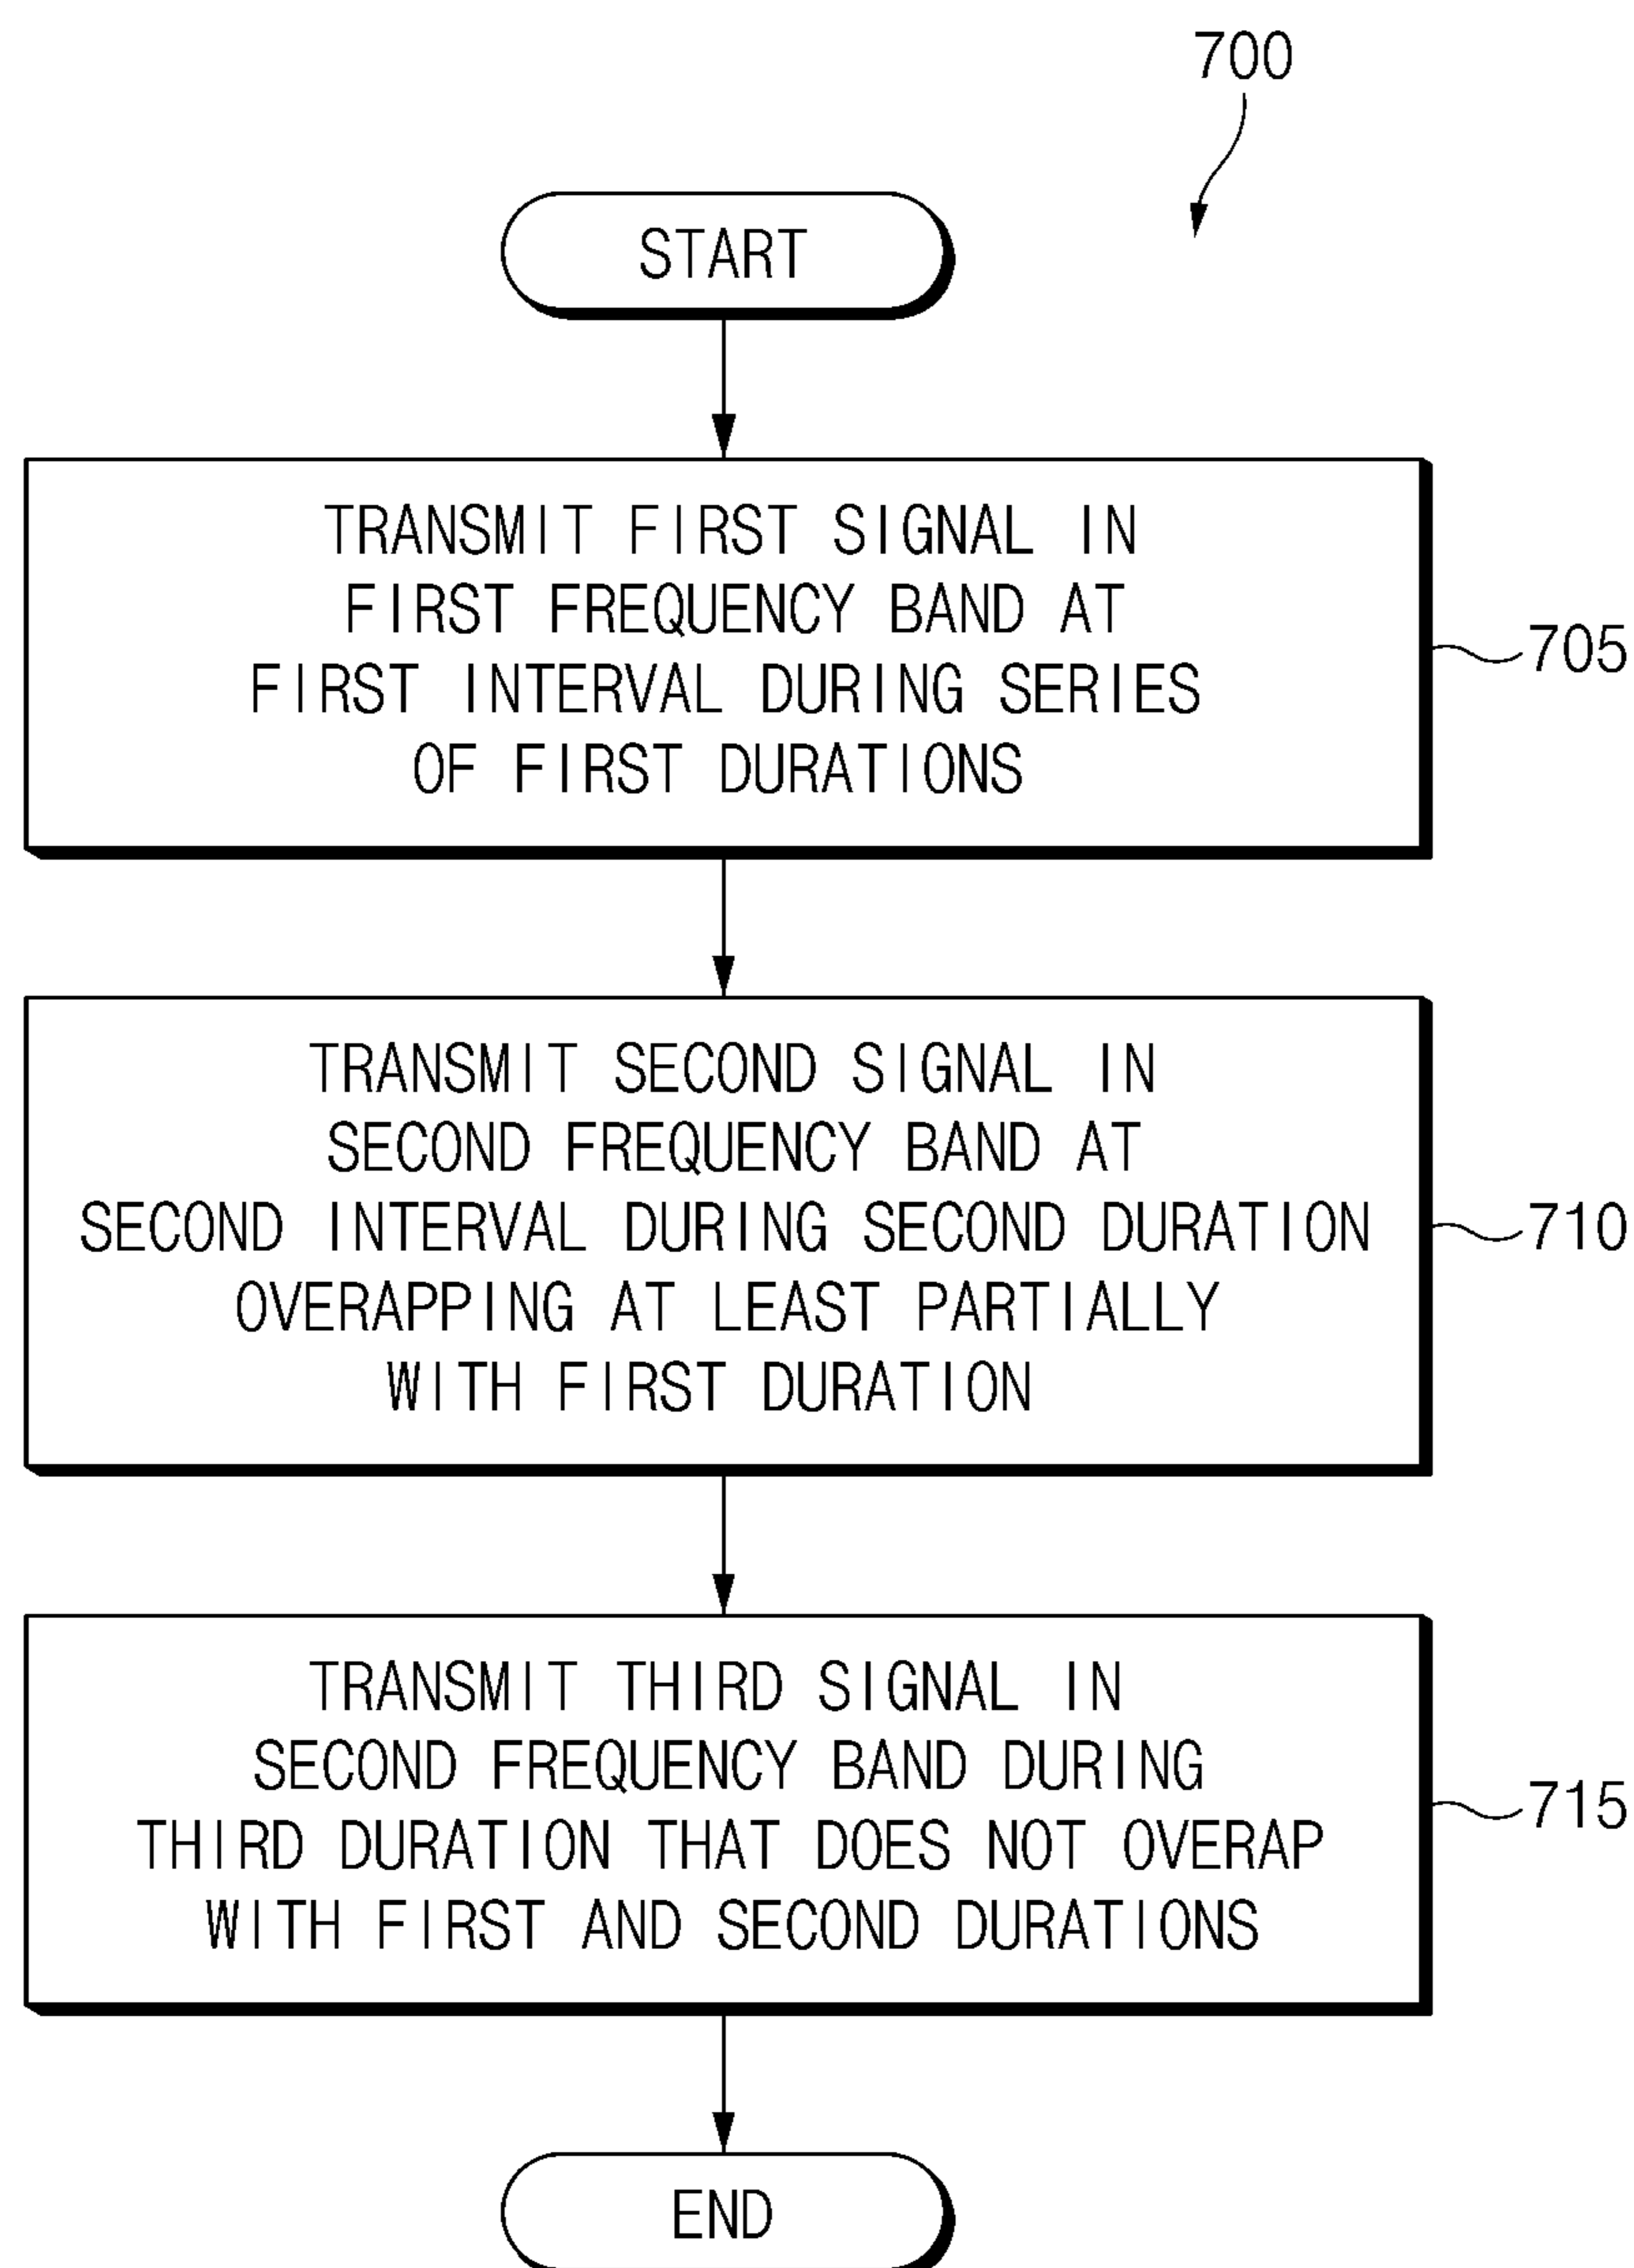 700
START
TRANSMIT FIRST SIGNAL IN
FIRST FREQUENCY BAND AT
FIRST INTERVAL DURING SERIES
OF FIRST DURATIONS
705
TRANSMIT SECOND SIGNAL IN
SECOND FREQUENCY BAND AT
SECOND INTERVAL DURING SECOND DURATION
OVERAPPING AT LEAST PARTIALLY
WITH FIRST DURATION
710
TRANSMIT THIRD SIGNAL IN
SECOND FREQUENCY BAND DURING
THIRD DURATION THAT DOES NOT OVERAP
WITH FIRST AND SECOND DURATIONS
715
END